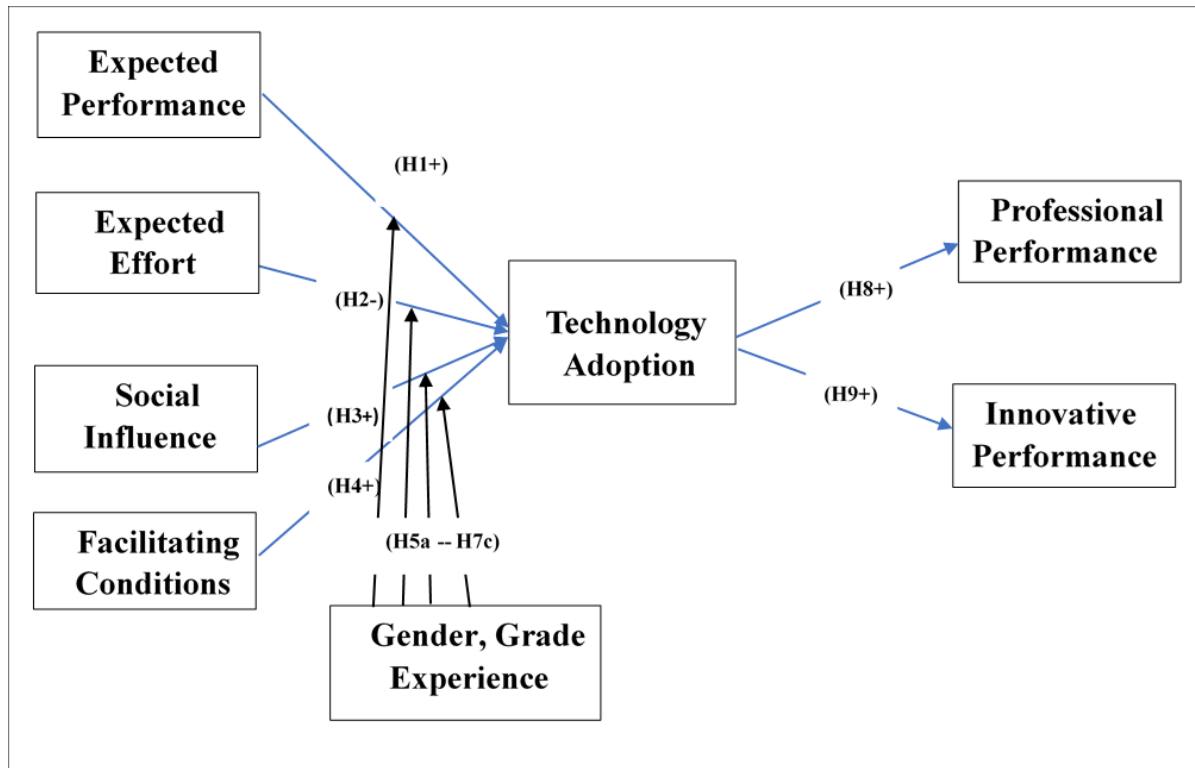 Expected
Performance
(H1+)
Expected
Effort
(H2-)
Social
Influence
(H3+)
(H4+)
Facilitating
Conditions
(H5a -- H7c)
Gender, Grade
Experience
Technology
Adoption
(H8+)
(H9+)
Professional
Performance
Innovative
Performance